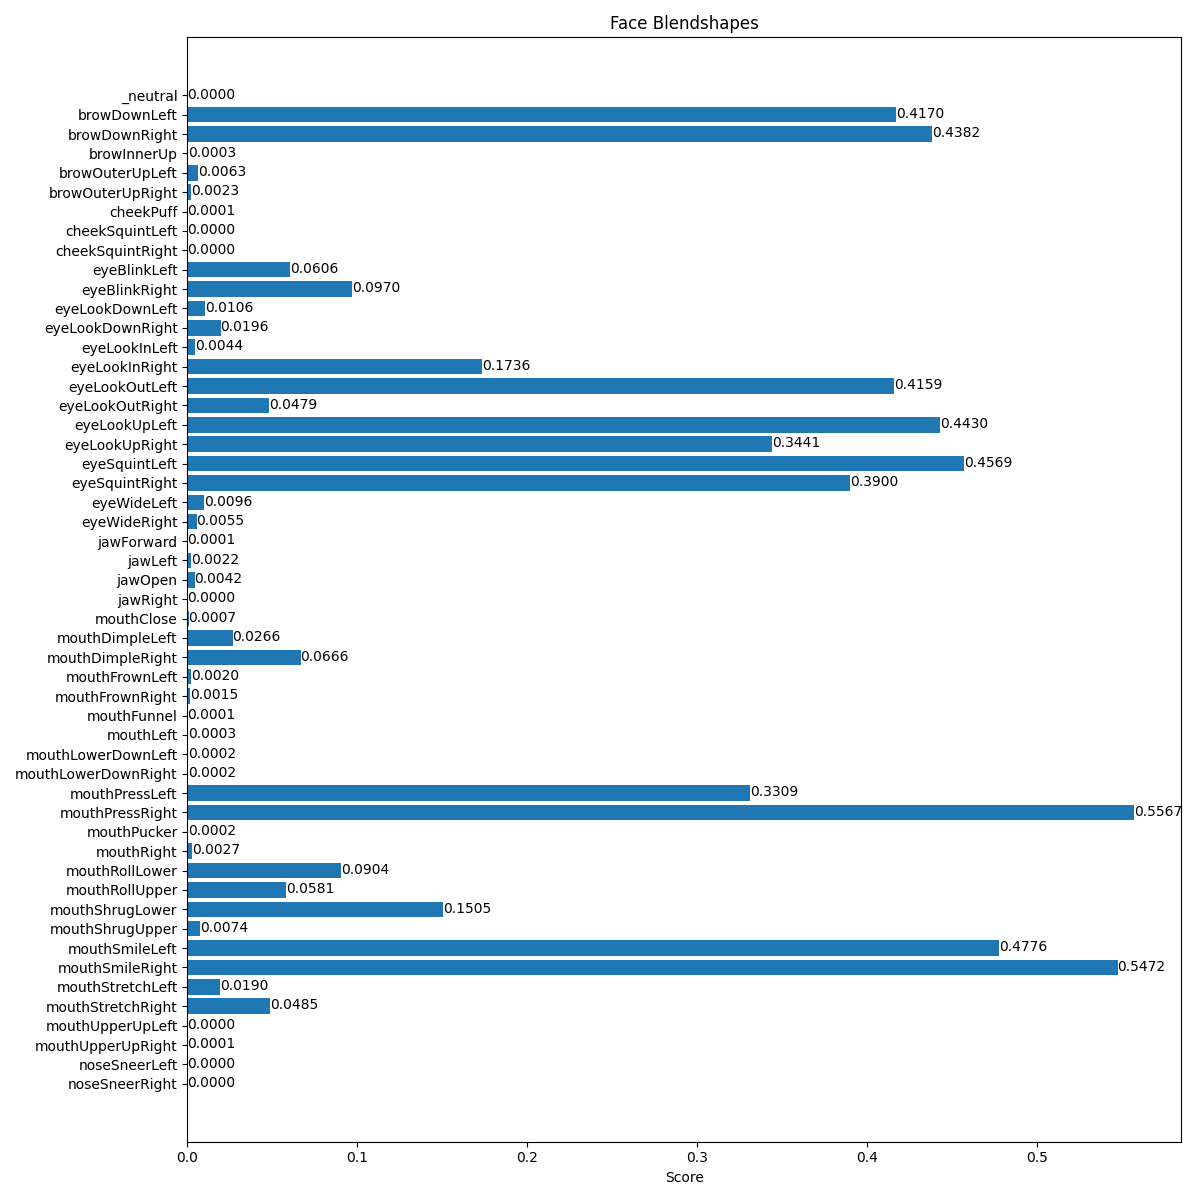 Face Blendshapes
_neutral 0.0000
browDownLeft 0.4170
browDownRight 0.4382
browInnerUp 0.0003
browOuterUpLeft 0.0063
browOuterUpRight 0.0023
cheekPuff 0.0001
cheekSquintLeft 0.0000
cheekSquintRight 0.0000
eyeBlinkLeft 0.0606
eyeBlinkRight 0.0970
eyeLookDownLeft 0.0106
eyeLookDownRight 0.0196
eyeLookInLeft 0.0044
eyeLookInRight 0.1736
eyeLookOutLeft 0.4159
eyeLookOutRight 0.0479
eyeLookUpLeft 0.4430
eyeLookUpRight 0.3441
eyeSquintLeft 0.4569
eyeSquintRight 0.3900
eyeWideLeft 0.0096
eyeWideRight 0.0055
jawForward 0.0001
jawLeft 0.0022
jawOpen 0.0042
jawRight 0.0000
mouthClose 0.0007
mouthDimpleLeft 0.0266
mouthDimpleRight 0.0666
mouthFrownLeft 0.0020
mouthFrownRight 0.0015
mouthFunnel 0.0001
mouthLeft 0.0003
mouthLowerDownLeft 0.0002
mouthLowerDownRight 0.0002
mouthPressLeft 0.3309
mouthPressRight 0.5567
mouthPucker 0.0002
mouthRight 0.0027
mouthRollLower 0.0904
mouthRollUpper 0.0581
mouthShrugLower 0.1505
mouthShrugUpper 0.0074
mouthSmileLeft 0.4776
mouthSmileRight 0.5472
mouthStretchLeft 0.0190
mouthStretchRight 0.0485
mouthUpperUpLeft 0.0000
mouthUpperUpRight 0.0001
noseSneerLeft 0.0000
noseSneerRight 0.0000
0.0 0.1 0.2 0.3 0.4 0.5
Score